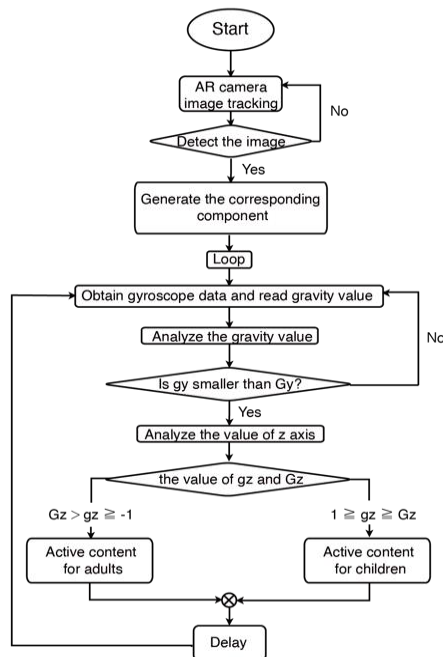 Start
AR camera
image tracking
No
Detect the image
Yes
Generate the corresponding
component
Loop
Obtain gyroscope data and read gravity value
Analyze the gravity value
No
Is gy smaller than Gy?
Yes
Analyze the value of z axis
the value of gz and Gz
Gz > gz ≧ -1
1 ≧ gz ≧ Gz
Active content
for adults
Active content
for children
Delay